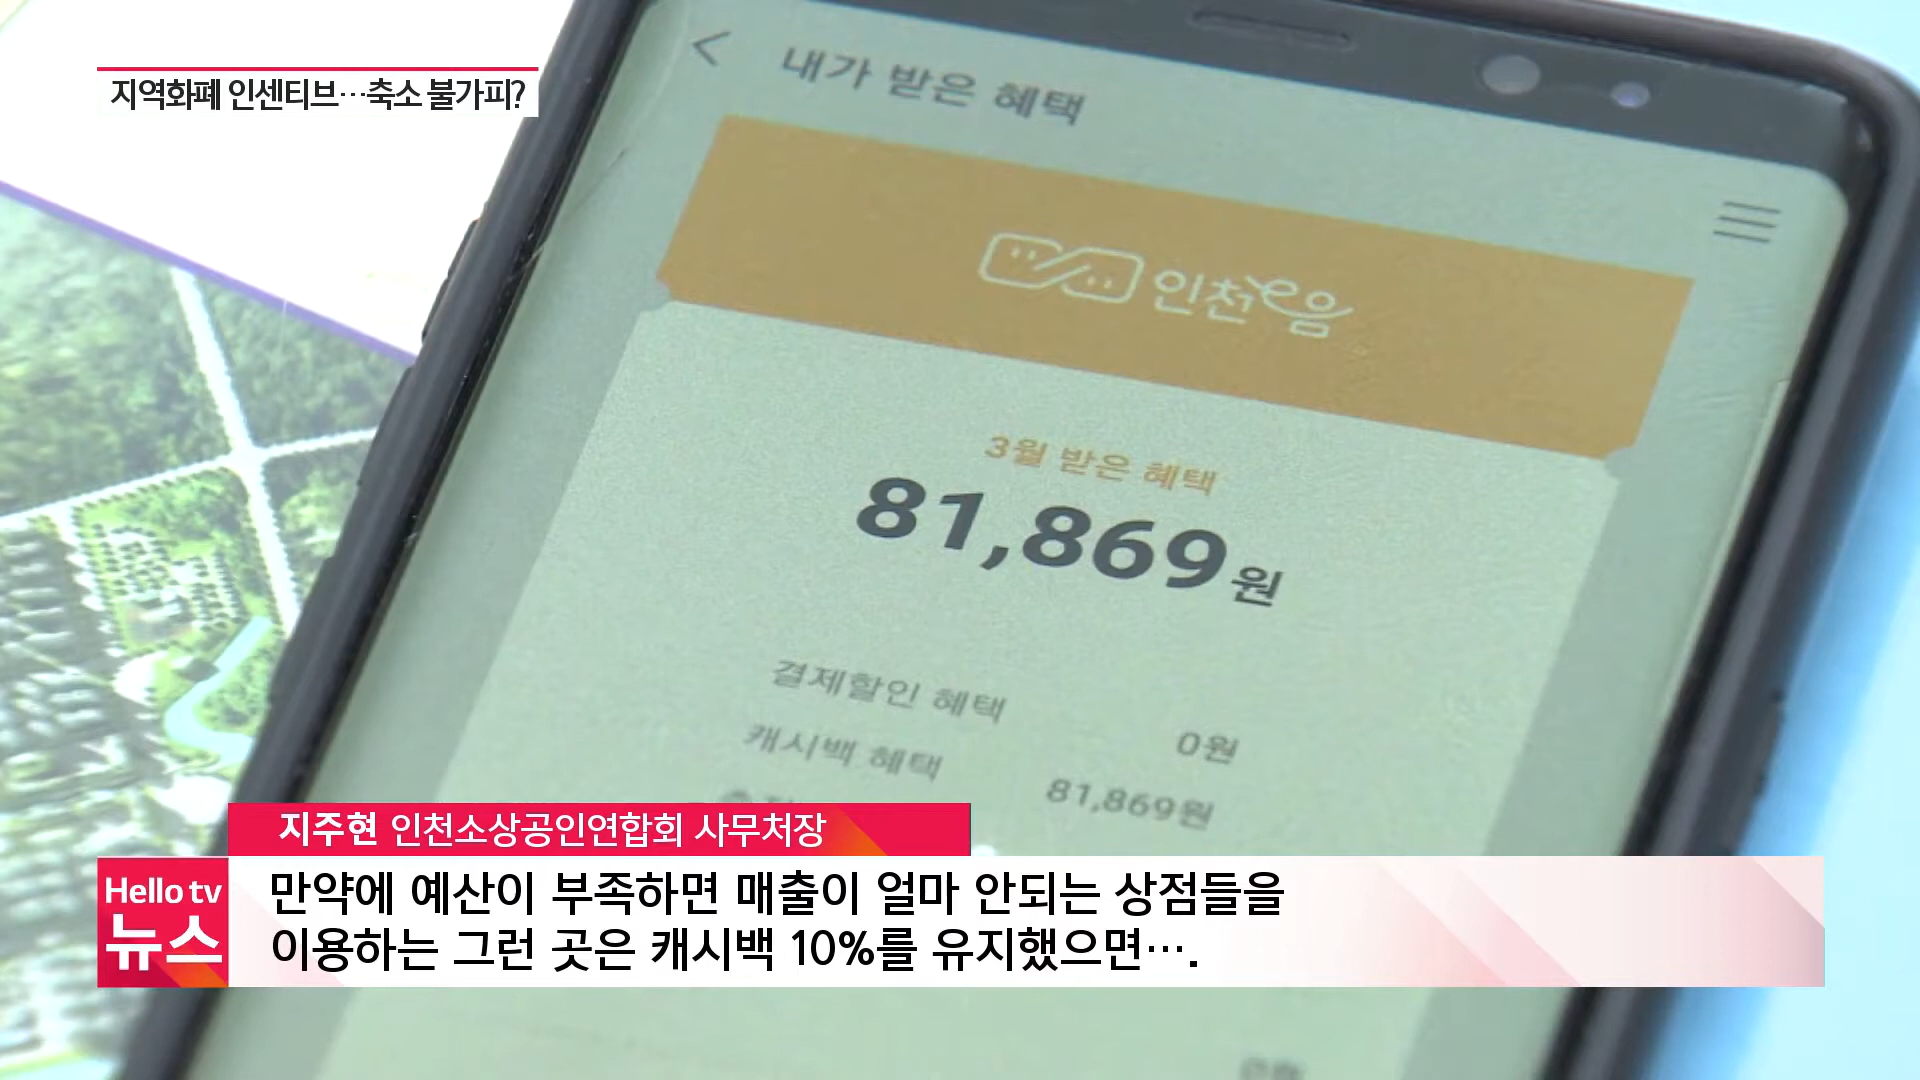 지역화폐 인센티브…축소 불가피?
내가 받은 혜택
인천e음
3월 받은 혜택
81,869원
결제할인 혜택
0원
캐시백 혜택
81,869원
지주현 인천소상공인연합회 사무처장
Hello tv
뉴스
만약에 예산이 부족하면 매출이 얼마 안되는 상점들을
이용하는 그런 곳은 캐시백 10%를 유지했으면….